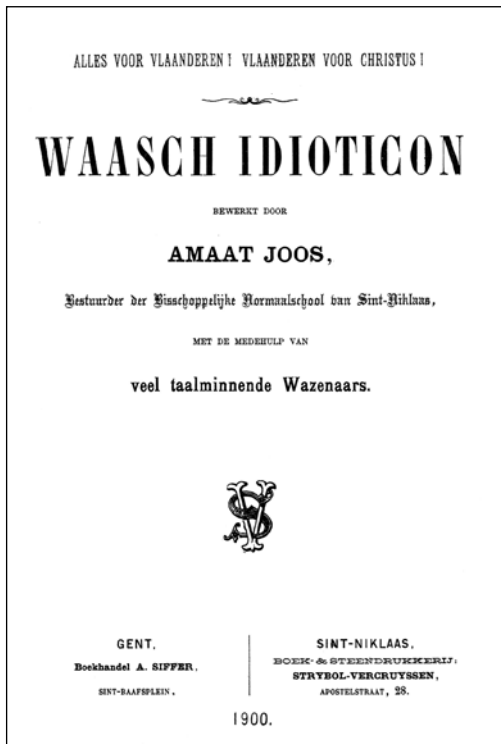 ALLES VOOR VLAANDEREN! VLAANDEREN VOOR CHRISTUS!
WAASCH IDIOTICON
BEWERKT DOOR
AMAAT JOOS,
Bestuurder der Bisschoppelijke Normaalschool van Sint-Niklaas,
MET DE MEDEHULP VAN
veel taalminnende Wazenaars.
SV
GENT,
Boekhandel A. SIFFER,
SINT-BAAFSPLEIN,
SINT-NIKLAAS,
BOEK- & STEENDRUKKERIJ:
STRYBOL-VERCRUYSSEN,
APOSTELSTRAAT, 28.
1900.